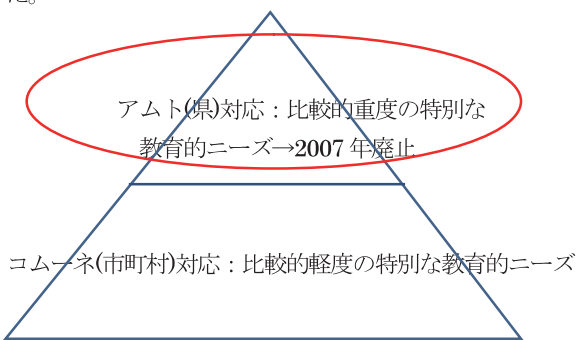 た。
アムト(県)対応：比較的重度の特別な
教育的ニーズ→2007 年廃止
コムーネ(市町村)対応：比較的軽度の特別な教育的ニーズ